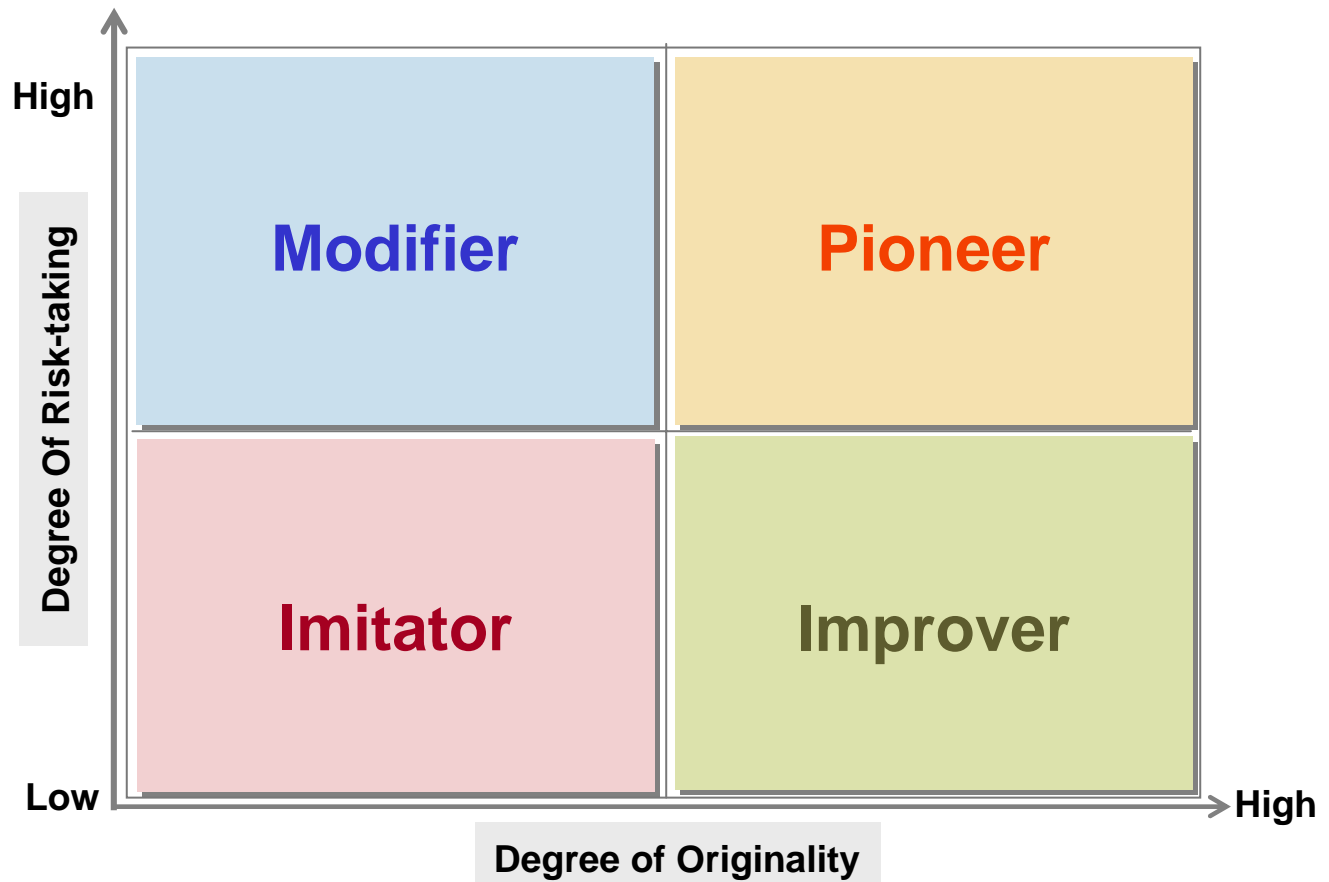 High
Modifier
Pioneer
Degree Of Risk-taking
Imitator
Improver
Low
High
Degree of Originality